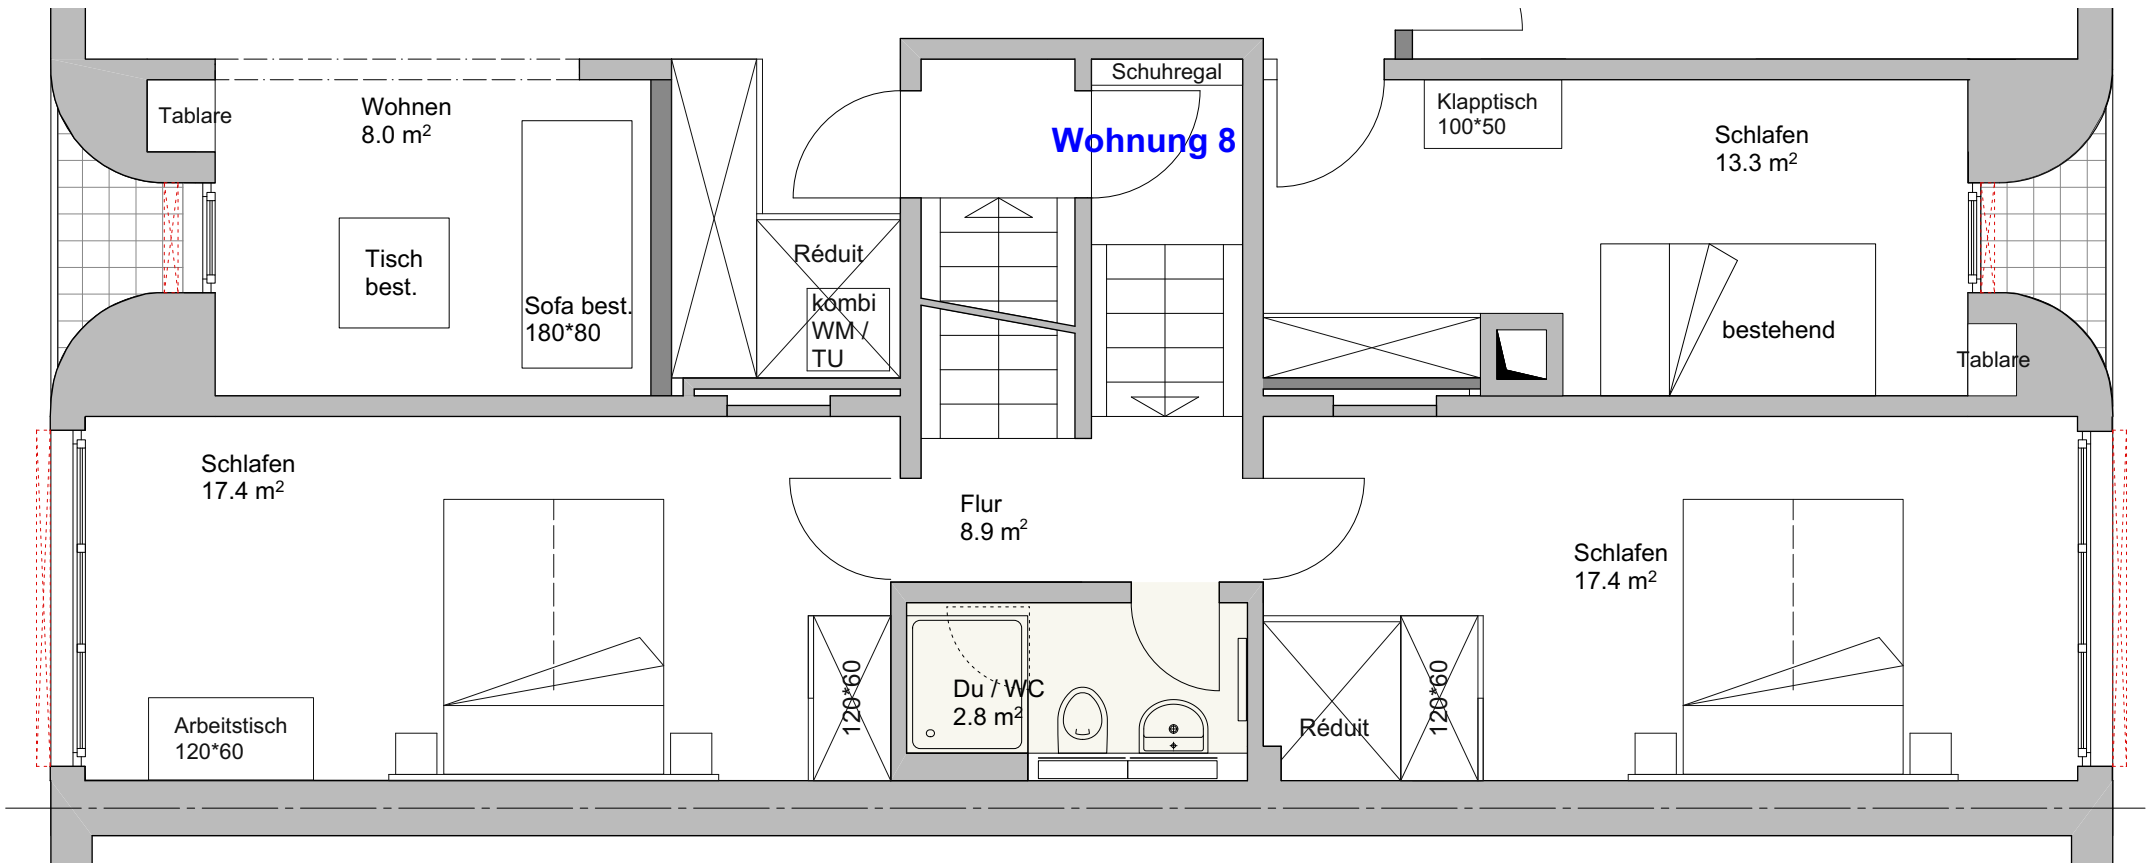 Schuhregal
Tablare
Wohnen
8.0 m²
Klapptisch
100*50
Wohnung 8
Schlafen
13.3 m²
Tisch
best.
Réduit
Sofa best.
180*80
kombi
WM /
TU
bestehend
Tablare
Schlafen
17.4 m²
Flur
8.9 m²
Schlafen
17.4 m²
Arbeitstisch
120*60
120*60
Du / WC
2.8 m²
Réduit
120*60